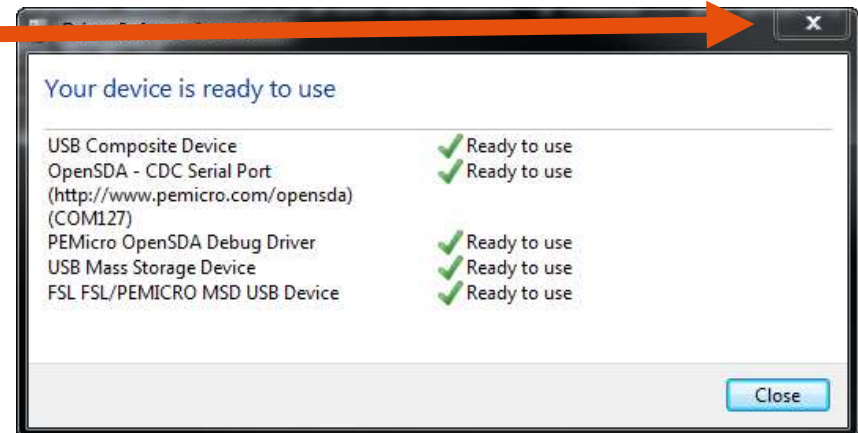 x
Your device is ready to use
USB Composite Device Ready to use
OpenSDA - CDC Serial Port Ready to use
(http://www.pemicro.com/opensda)
(COM127)
PEMicro OpenSDA Debug Driver Ready to use
USB Mass Storage Device Ready to use
FSL FSL/PEMICRO MSD USB Device Ready to use
Close